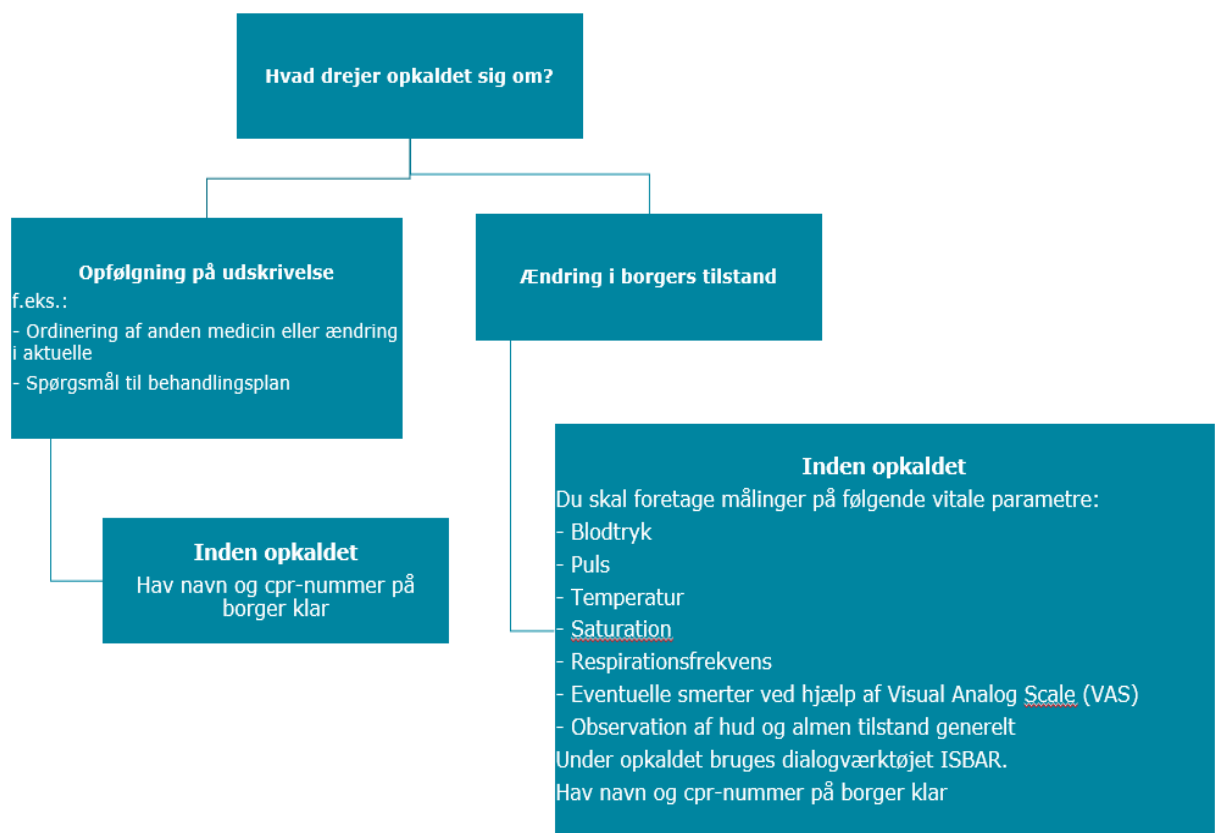 Hvad drejer opkaldet sig om?
Opfølgning på udskrivelse
f.eks.:
- Ordinering af anden medicin eller ændring
i aktuelle
- Spørgsmål til behandlingsplan
Ændring i borgers tilstand
Inden opkaldet
Hav navn og cpr-nummer på
borger klar
Inden opkaldet
Du skal foretage målinger på følgende vitale parametre:
- Blodtryk
- Puls
- Temperatur
- Saturation
- Respirationsfrekvens
- Eventuelle smerter ved hjælp af Visual Analog Scale (VAS)
- Observation af hud og almen tilstand generelt
Under opkaldet bruges dialogværktøjet ISBAR.
Hav navn og cpr-nummer på borger klar